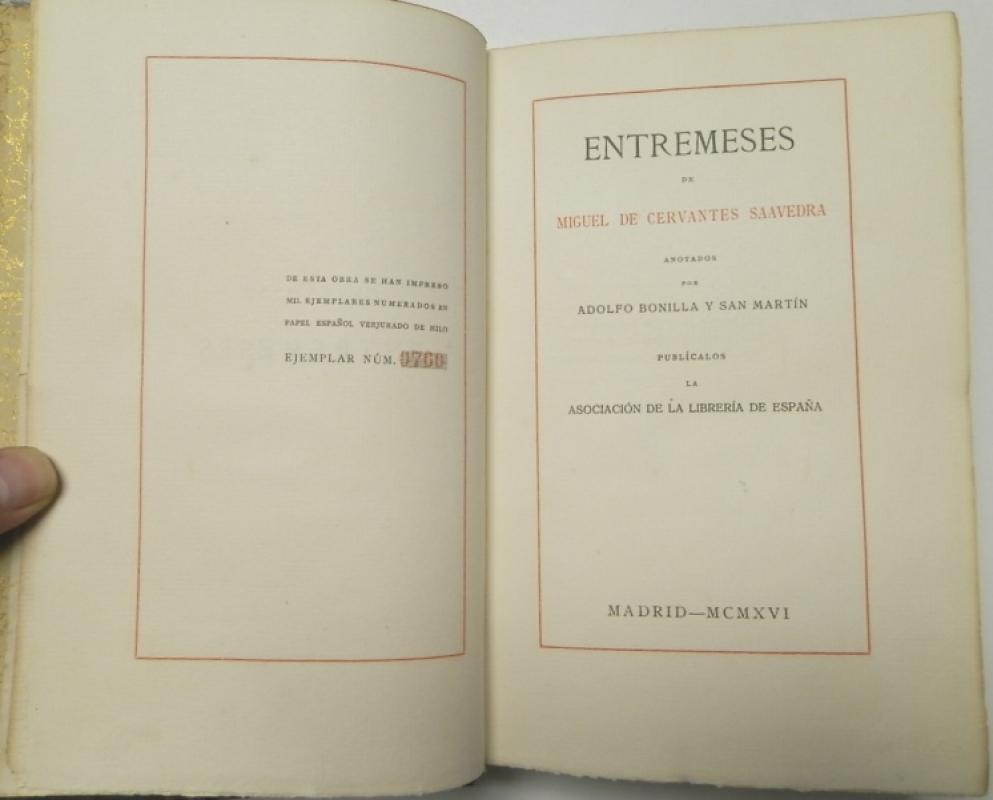 DE ESTA OBRA SE HAN IMPRESO
MIL EJEMPLARES NUMERADOS EN
PAPEL ESPAÑOL VERJURADO DE HILO
EJEMPLAR NÚM. 0760
ENTREMESES
DE
MIGUEL DE CERVANTES SAAVEDRA
ANOTADOS
POR
ADOLFO BONILLA Y SAN MARTÍN
PUBLÍCALOS
LA
ASOCIACIÓN DE LA LIBRERÍA DE ESPAÑA
MADRID—MCMXVI